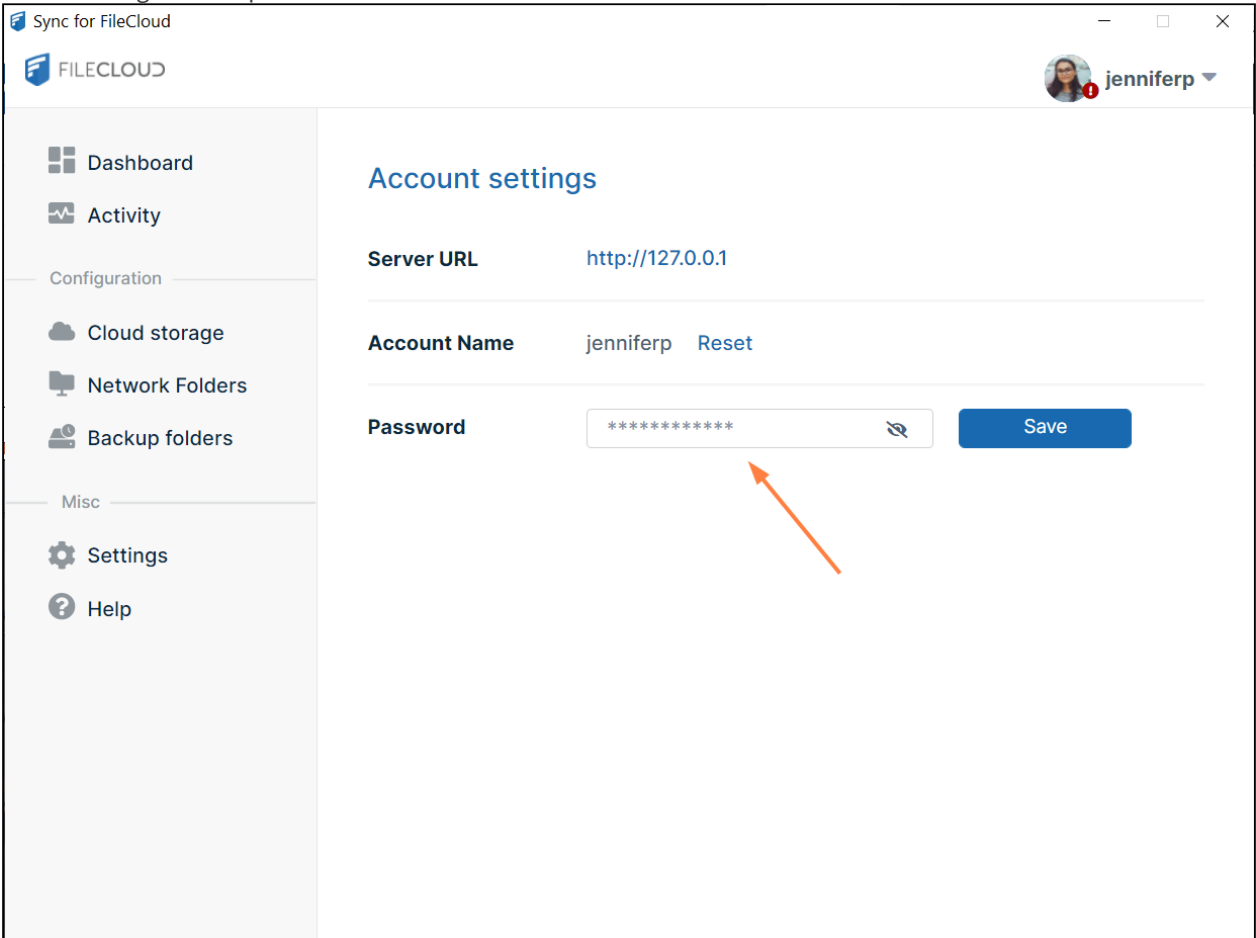 Sync for FileCloud
FILECLOUD
jenniferp
Dashboard
Activity
Configuration
Cloud storage
Network Folders
Backup folders
Misc
Settings
Help
Account settings
Server URL http://127.0.0.1
Account Name jenniferp Reset
Password ************ Save